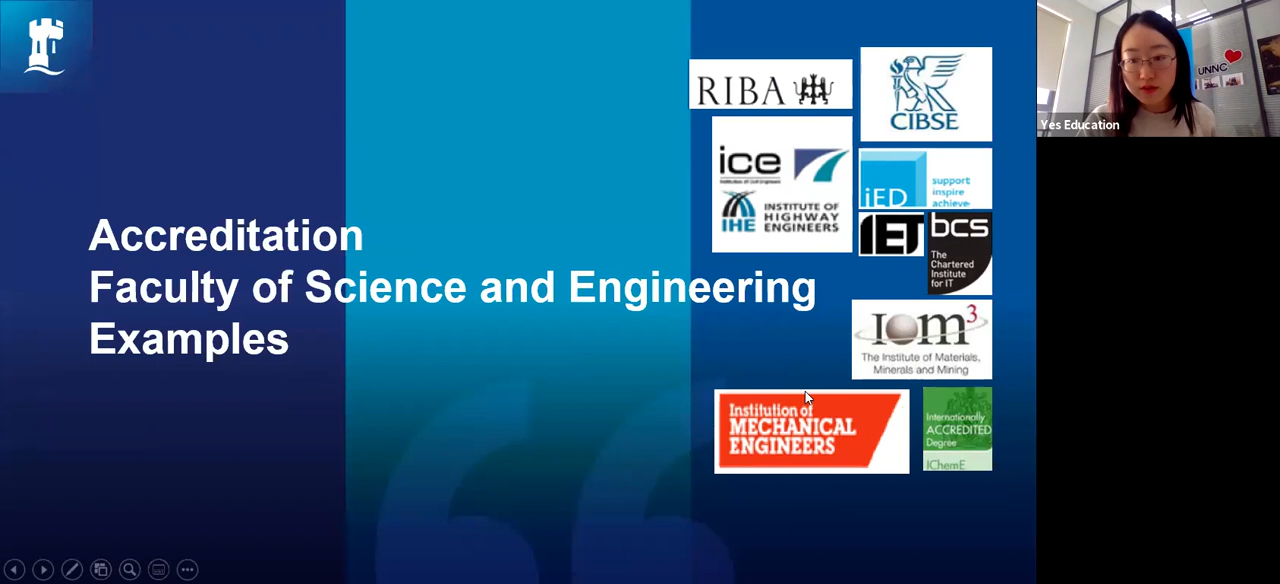 Accreditation
Faculty of Science and Engineering
Examples
RIBA
CIBSE
ice
Institution of Civil Engineers
IHE
INSTITUTE OF
HIGHWAY
ENGINEERS
iED
support
inspire
achieve
IET
bcs
The
Chartered
Institute
for IT
IOM3
The Institute of Materials,
Minerals and Mining
Institution of
MECHANICAL
ENGINEERS
Internationally
ACCREDITED
Degree
IChemE
UNNC
Yes Education